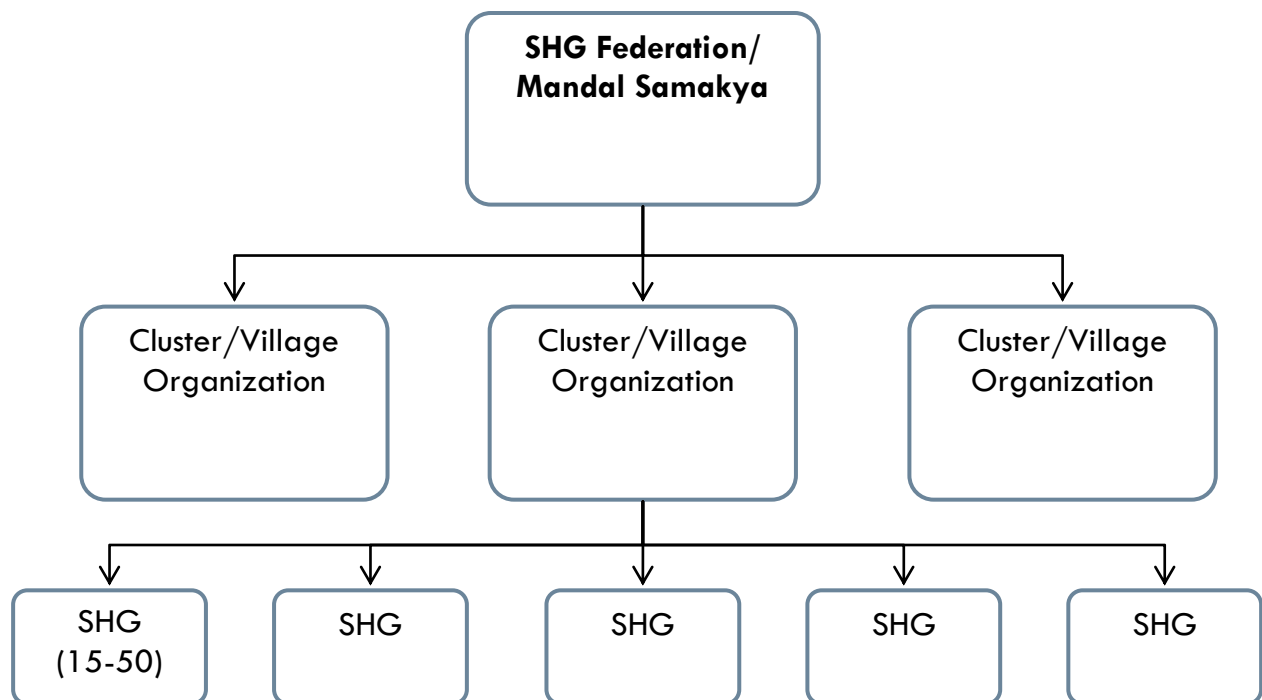 SHG Federation/
Mandal Samakya
Cluster/Village
Organization
Cluster/Village
Organization
Cluster/Village
Organization
SHG
(15-50)
SHG
SHG
SHG
SHG